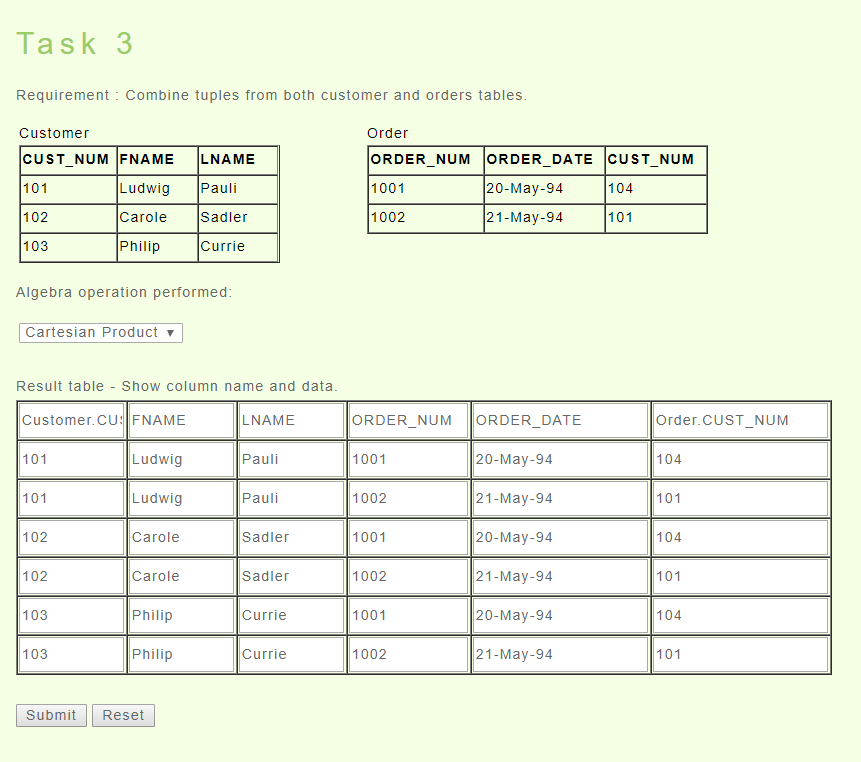 Task 3
Requirement : Combine tuples from both customer and orders tables.
Customer
CUST_NUM FNAME LNAME
101 Ludwig Pauli
102 Carole Sadler
103 Philip Currie
Order
ORDER_NUM ORDER_DATE CUST_NUM
1001 20-May-94 104
1002 21-May-94 101
Algebra operation performed:
Cartesian Product ▼
Result table - Show column name and data.
Customer.CUS FNAME LNAME ORDER_NUM ORDER_DATE Order.CUST_NUM
101 Ludwig Pauli 1001 20-May-94 104
101 Ludwig Pauli 1002 21-May-94 101
102 Carole Sadler 1001 20-May-94 104
102 Carole Sadler 1002 21-May-94 101
103 Philip Currie 1001 20-May-94 104
103 Philip Currie 1002 21-May-94 101
Submit Reset